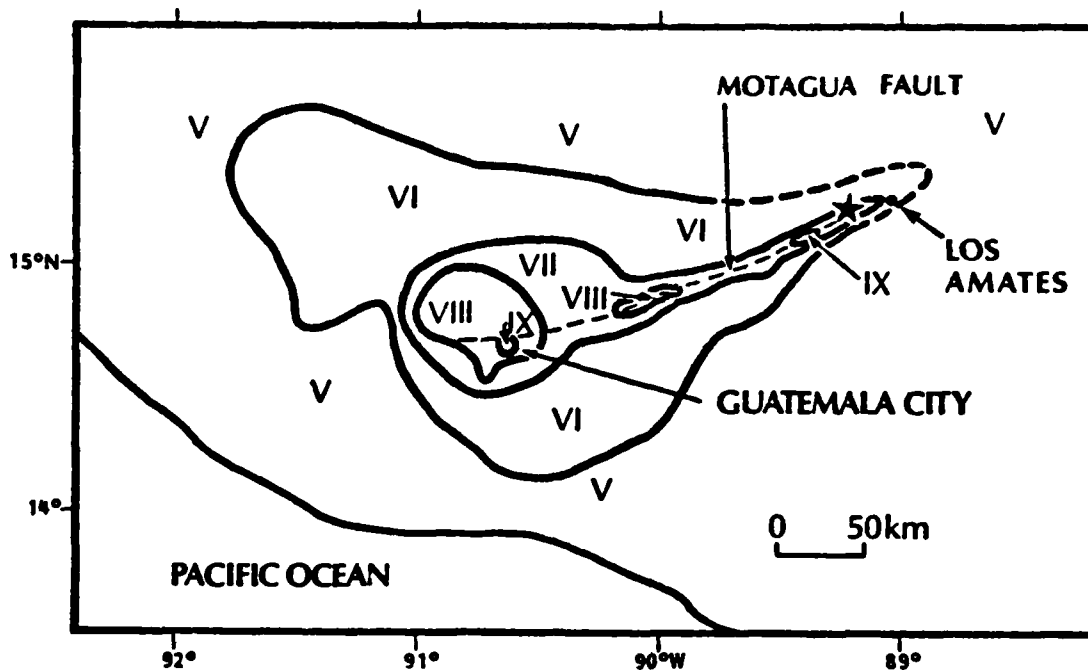 MOTAGUA FAULT
V
V
V
VI
VI
15°N
VII
LOS
AMATES
VIII
VIII
IX
IX
V
GUATEMALA CITY
VI
V
14°
0 50km
PACIFIC OCEAN
92° 91° 90°W 89°